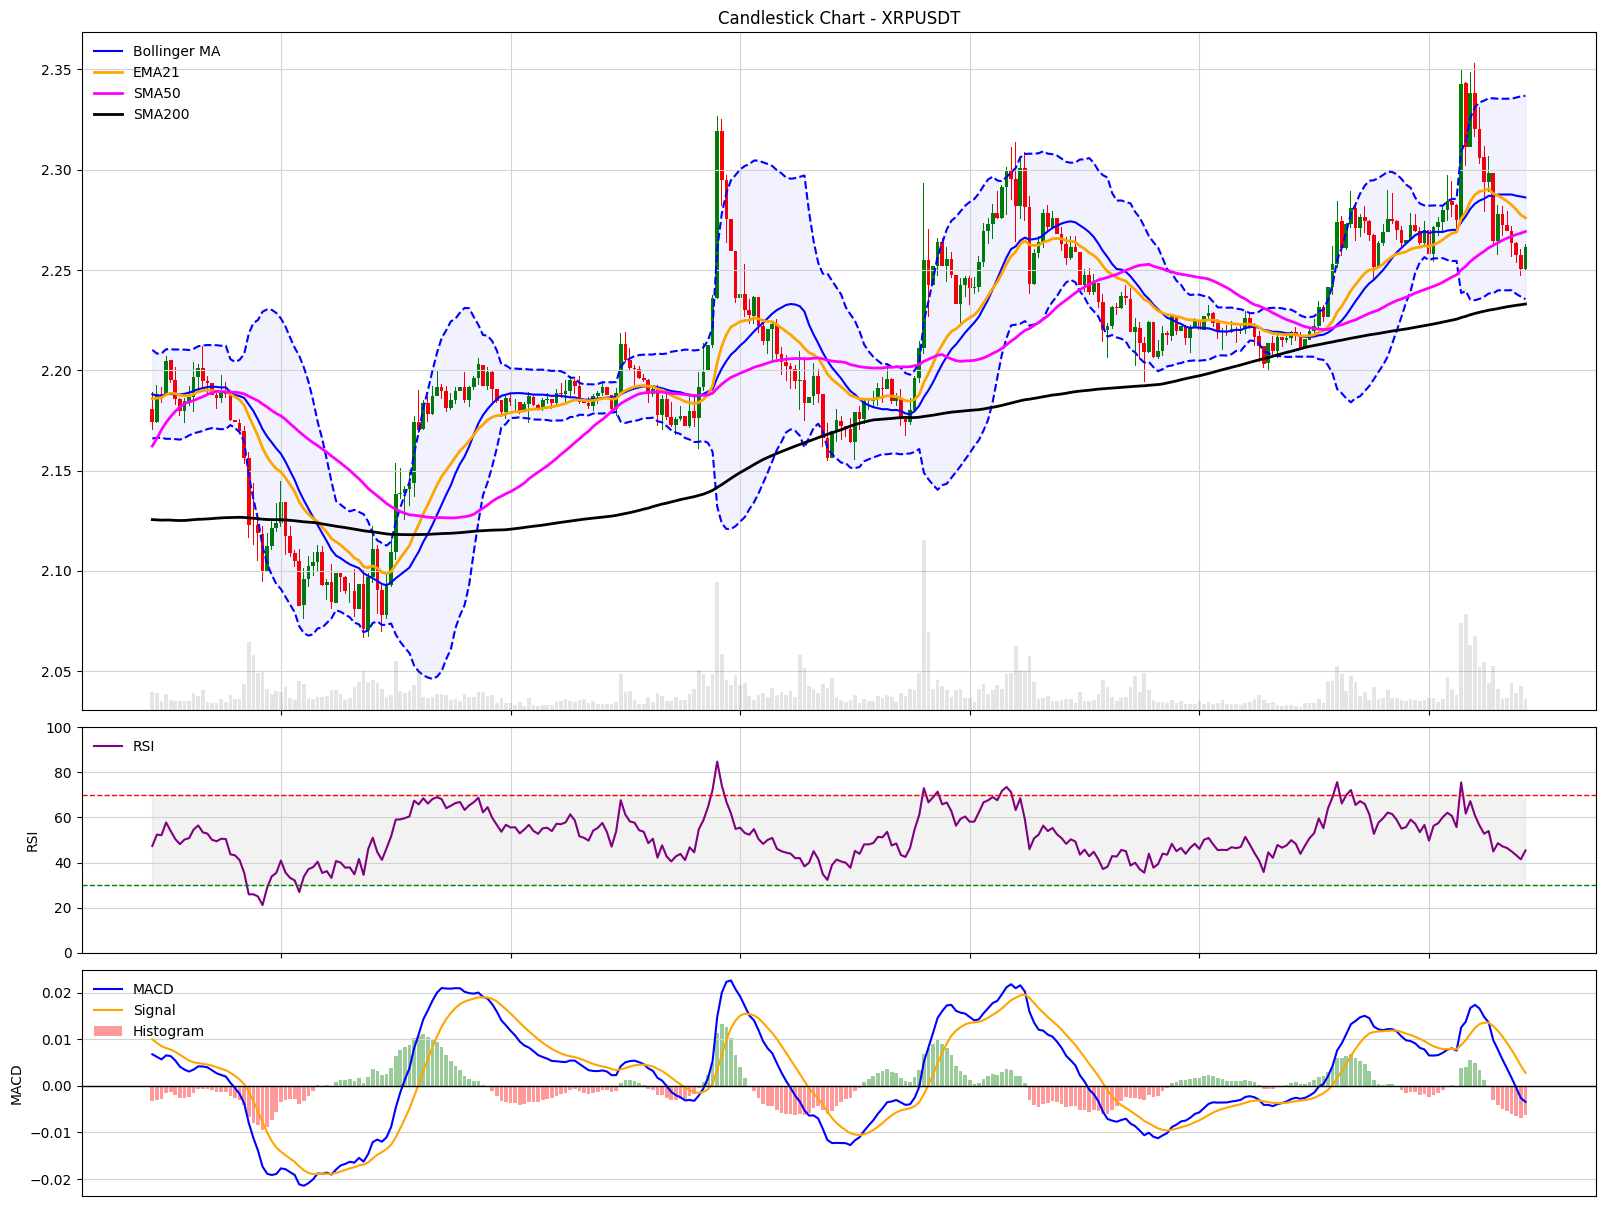 Candlestick Chart - XRPUSDT
Bollinger MA
EMA21
SMA50
SMA200
2.35
2.30
2.25
2.20
2.15
2.10
2.05
RSI
RSI
100
80
60
40
20
0
MACD
Signal
Histogram
MACD
0.02
0.01
0.00
−0.01
−0.02